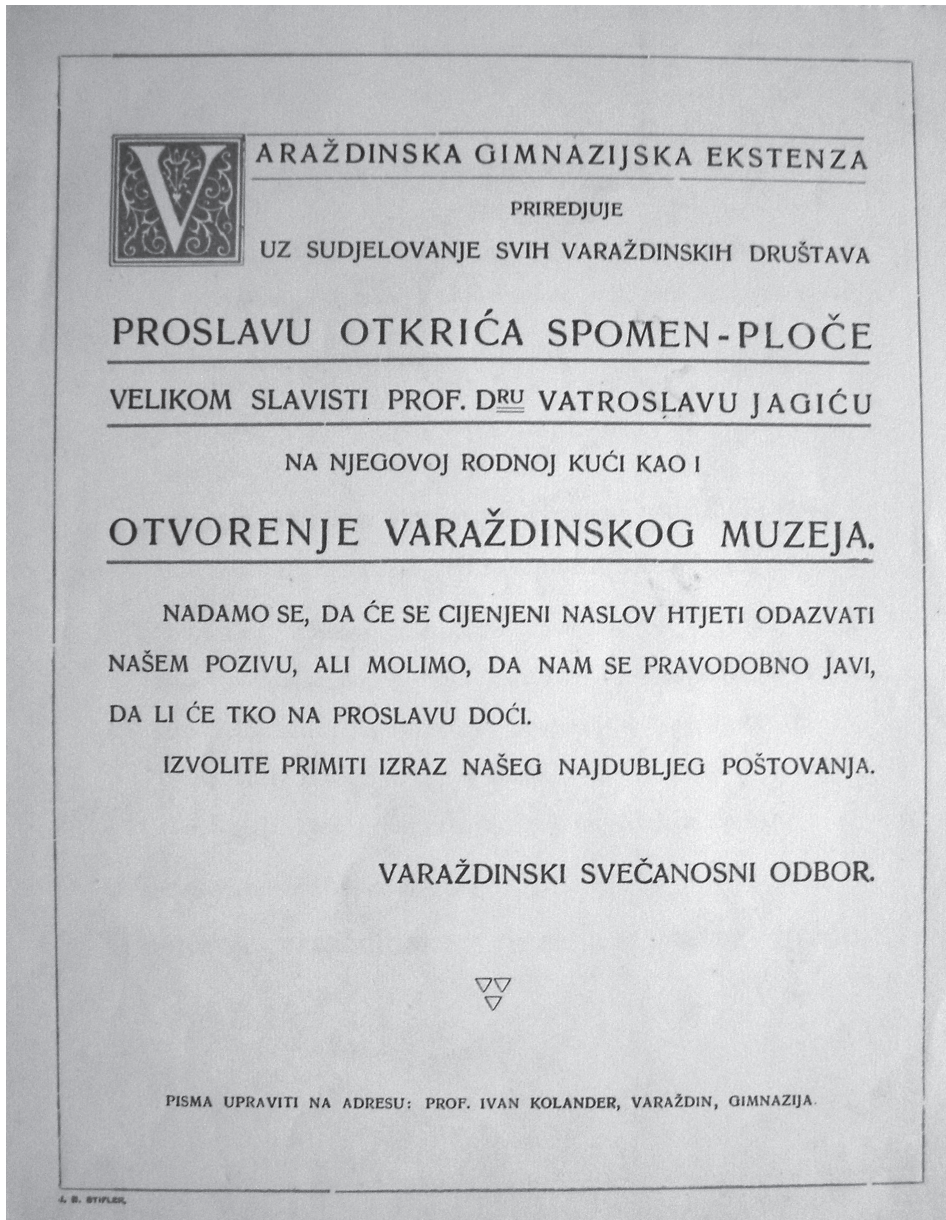 VARAŽDINSKA GIMNAZIJSKA EKSTENZA
PRIREDJUJE
UZ SUDJELOVANJE SVIH VARAŽDINSKIH DRUŠTAVA
PROSLAVU OTKRIĆA SPOMEN-PLOČE
VELIKOM SLAVISTI PROF. DRU VATROSLAVU JAGIĆU
NA NJEGOVOJ RODNOJ KUĆI KAO I
OTVORENJE VARAŽDINSKOG MUZEJA.
NADAMO SE, DA ĆE SE CIJENJENI NASLOV HTJETI ODAZVATI
NAŠEM POZIVU, ALI MOLIMO, DA NAM SE PRAVODOBNO JAVI,
DA LI ĆE TKO NA PROSLAVU DOĆI.
IZVOLITE PRIMITI IZRAZ NAŠEG NAJDUBLJEG POŠTOVANJA.
VARAŽDINSKI SVEČANOSNI ODBOR.
PISMA UPRAVITI NA ADRESU: PROF. IVAN KOLANDER, VARAŽDIN, GIMNAZIJA.
J. B. STIFLER.